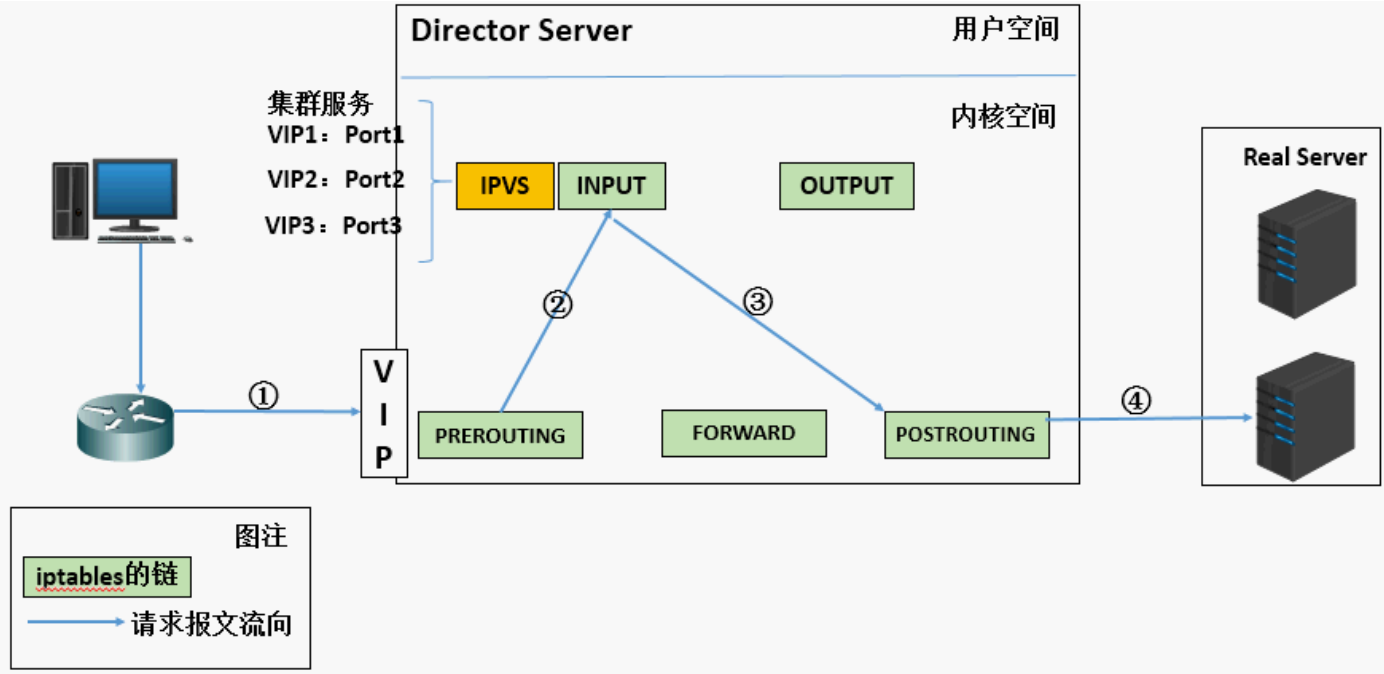 Director Server
用户空间
内核空间
集群服务
VIP1：Port1
VIP2：Port2
VIP3：Port3
IPVS
INPUT
OUTPUT
Real Server
②
③
①
④
V
I
P
PREROUTING
FORWARD
POSTROUTING
图注
iptables的链
请求报文流向